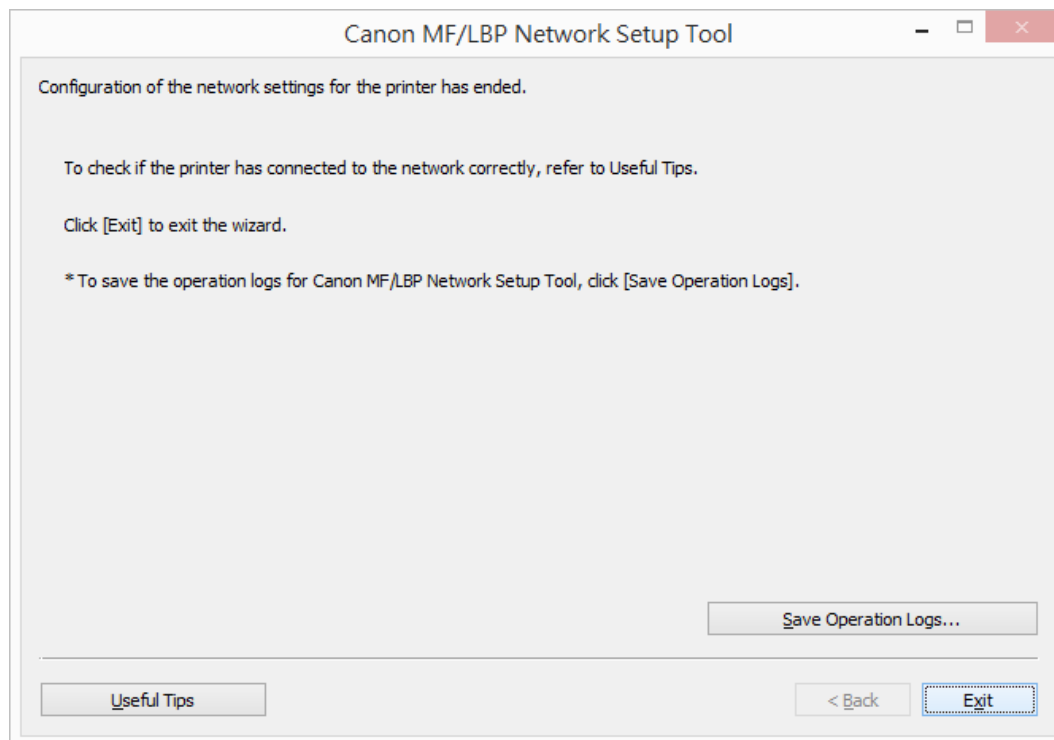 Canon MF/LBP Network Setup Tool
Configuration of the network settings for the printer has ended.
To check if the printer has connected to the network correctly, refer to Useful Tips.
Click [Exit] to exit the wizard.
* To save the operation logs for Canon MF/LBP Network Setup Tool, click [Save Operation Logs].
Save Operation Logs...
Useful Tips
< Back
Exit